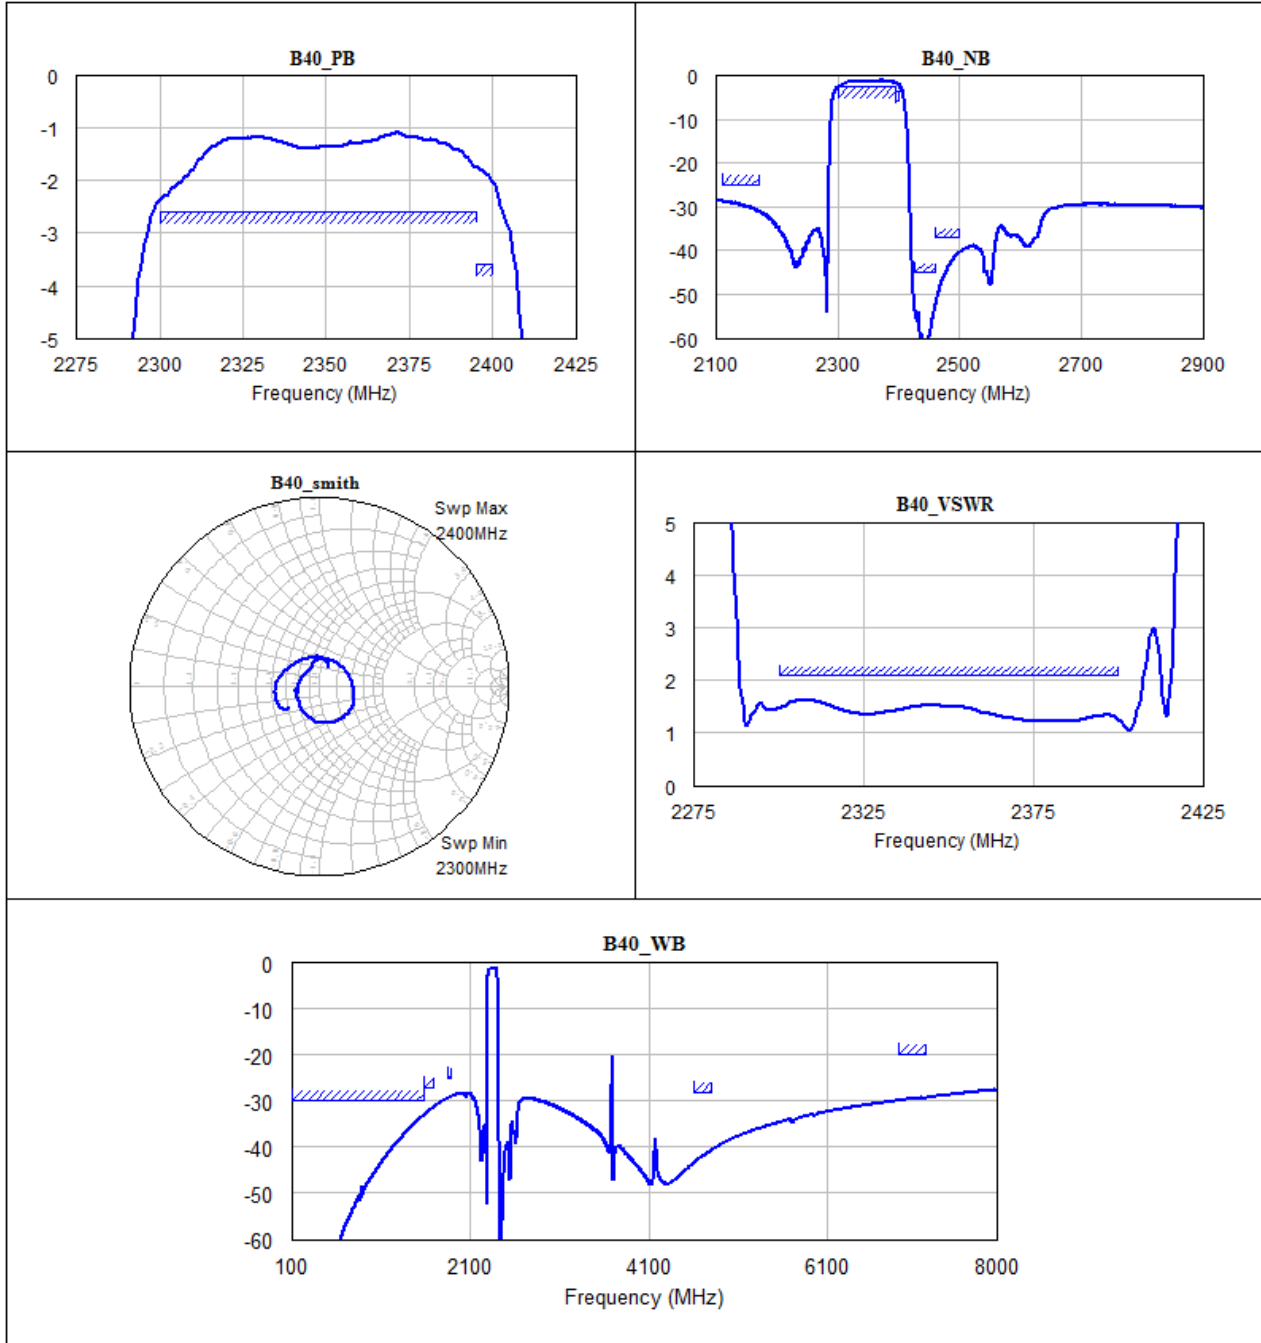 B40_PB
0
-1
-2
-3
-4
-5
2275 2300 2325 2350 2375 2400 2425
Frequency (MHz)
B40_NB
0
-10
-20
-30
-40
-50
-60
2100 2300 2500 2700 2900
Frequency (MHz)
B40_smith
Swp Max
2400MHz
Swp Min
2300MHz
B40_VSWR
5
4
3
2
1
0
2275 2325 2375 2425
Frequency (MHz)
B40_WB
0
-10
-20
-30
-40
-50
-60
100 2100 4100 6100 8000
Frequency (MHz)